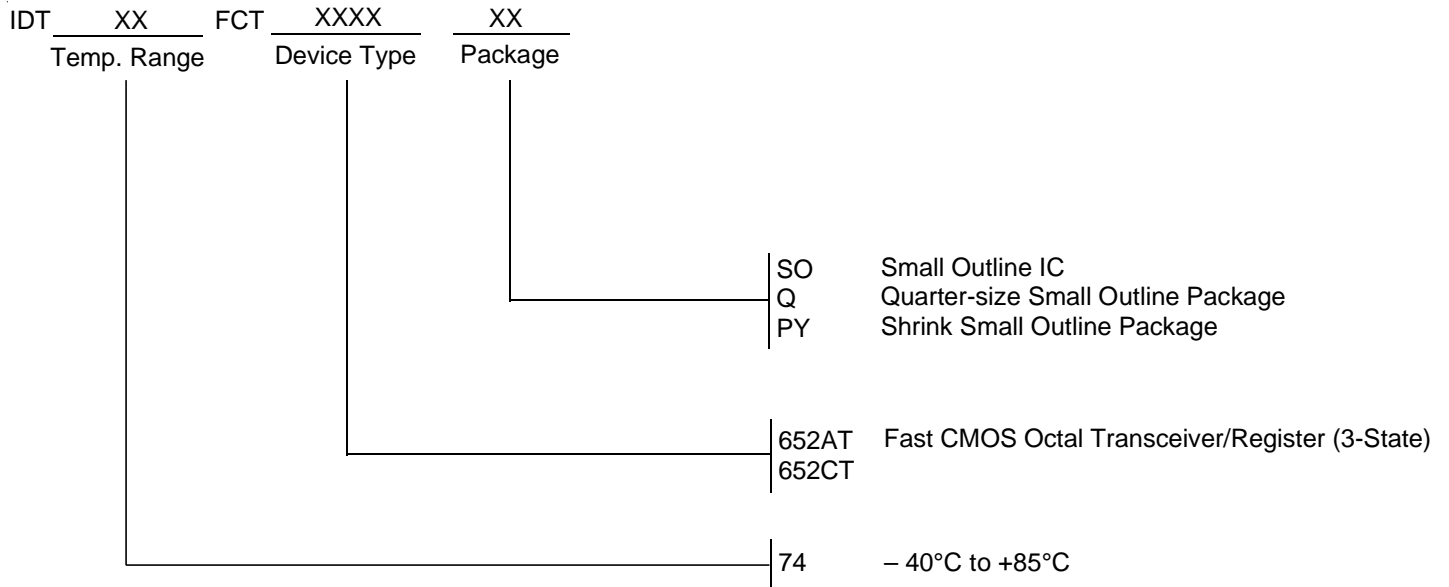 IDT XX FCT XXXX XX
Temp. Range Device Type Package
SO Small Outline IC
Q Quarter-size Small Outline Package
PY Shrink Small Outline Package
652AT Fast CMOS Octal Transceiver/Register (3-State)
652CT
74 – 40°C to +85°C